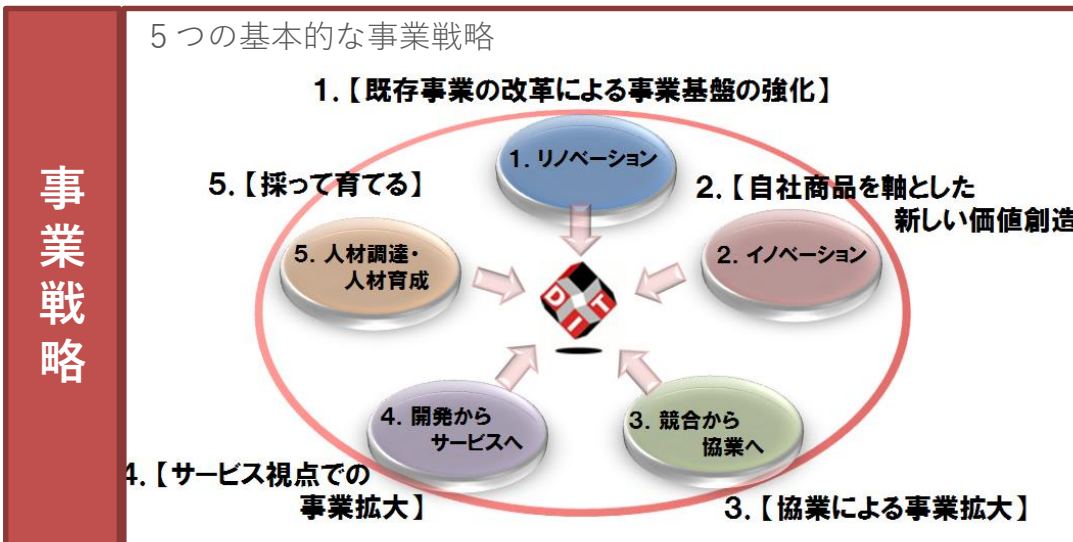 事業戦略
5つの基本的な事業戦略
1.【既存事業の改革による事業基盤の強化】
1. リノベーション
5.【採って育てる】
2.【自社商品を軸とした
新しい価値創造
5. 人材調達・
人材育成
2. イノベーション
DIT
4. 開発から
サービスへ
3. 競合から
協業へ
4.【サービス視点での
事業拡大】
3.【協業による事業拡大】